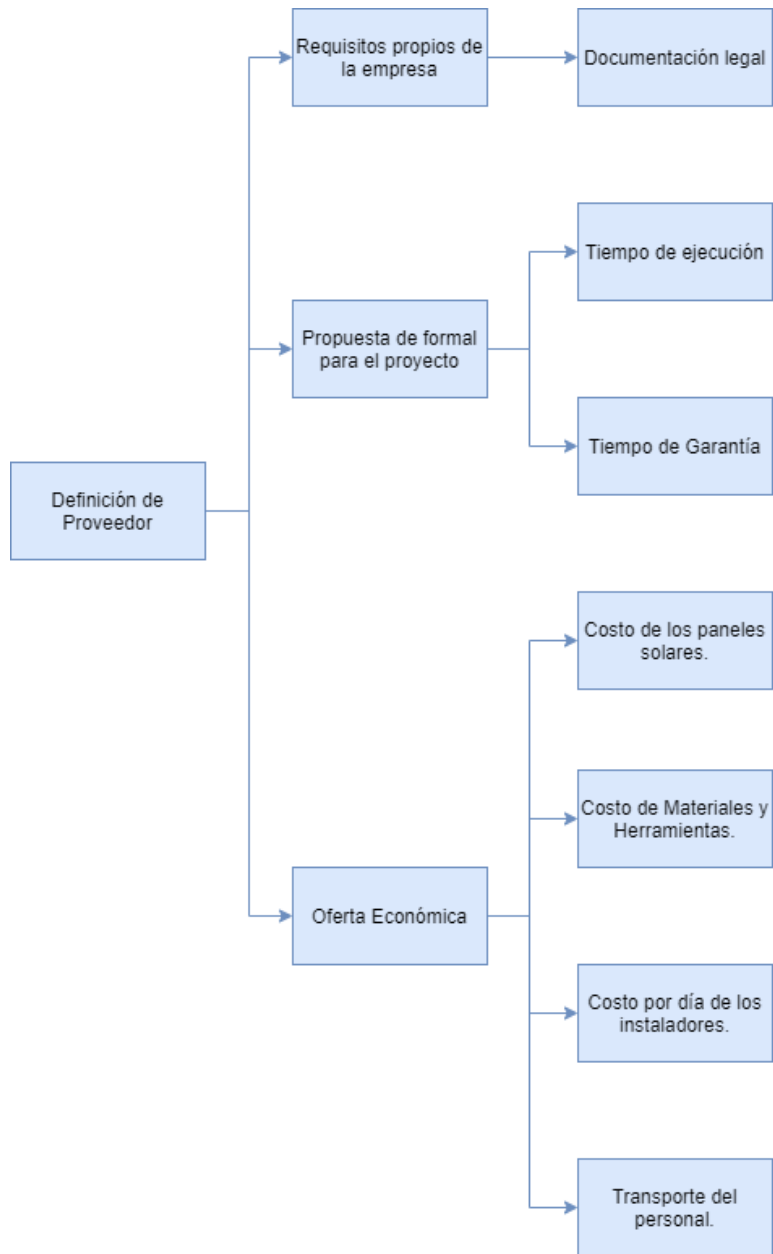 Requisitos propios de
la empresa
Documentación legal
Tiempo de ejecución
Propuesta de formal
para el proyecto
Tiempo de Garantía
Definición de
Proveedor
Costo de los paneles
solares.
Costo de Materiales y
Herramientas.
Oferta Económica
Costo por día de los
instaladores.
Transporte del
personal.